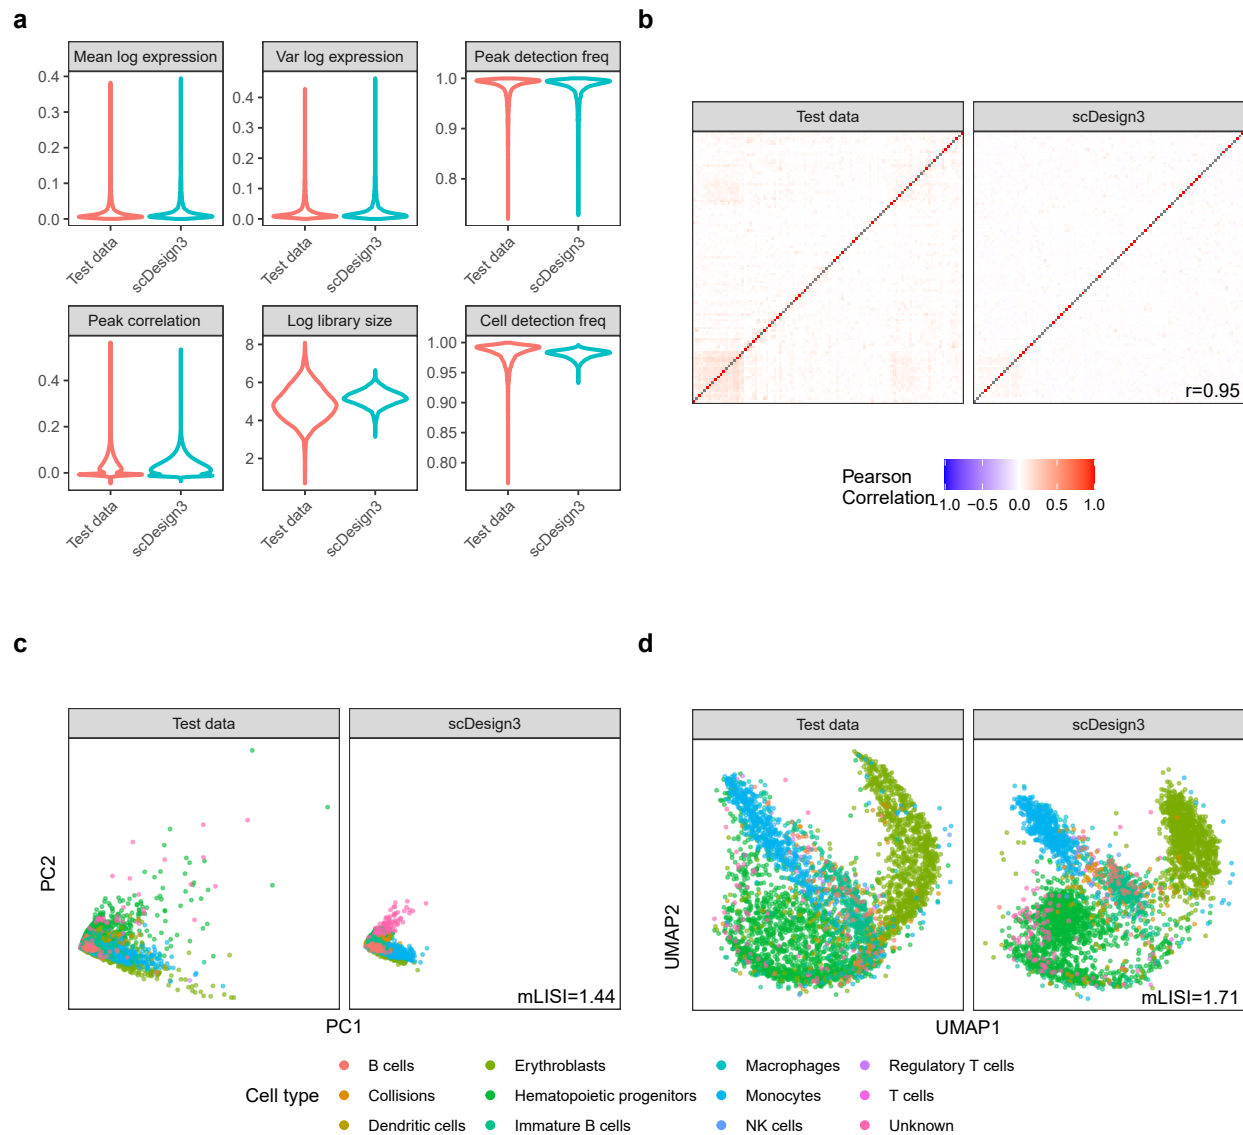 a
Mean log expression
Var log expression
Peak detection freq
0.4
0.3
0.2
0.1
0.0
0.4
0.3
0.2
0.1
0.0
1.0
0.9
0.8
Test data
scDesign3
Test data
scDesign3
Test data
scDesign3
Peak correlation
Log library size
Cell detection freq
0.4
0.2
0.0
8
6
4
2
1.00
0.95
0.90
0.85
0.80
Test data
scDesign3
Test data
scDesign3
Test data
scDesign3
b
Test data
scDesign3
r=0.95
Pearson
Correlation
−1.0 −0.5 0.0 0.5 1.0
c
Test data
scDesign3
PC2
mLISI=1.44
PC1
d
Test data
scDesign3
UMAP2
mLISI=1.71
UMAP1
Cell type
B cells
Collisions
Dendritic cells
Erythroblasts
Hematopoietic progenitors
Immature B cells
Macrophages
Monocytes
NK cells
Regulatory T cells
T cells
Unknown